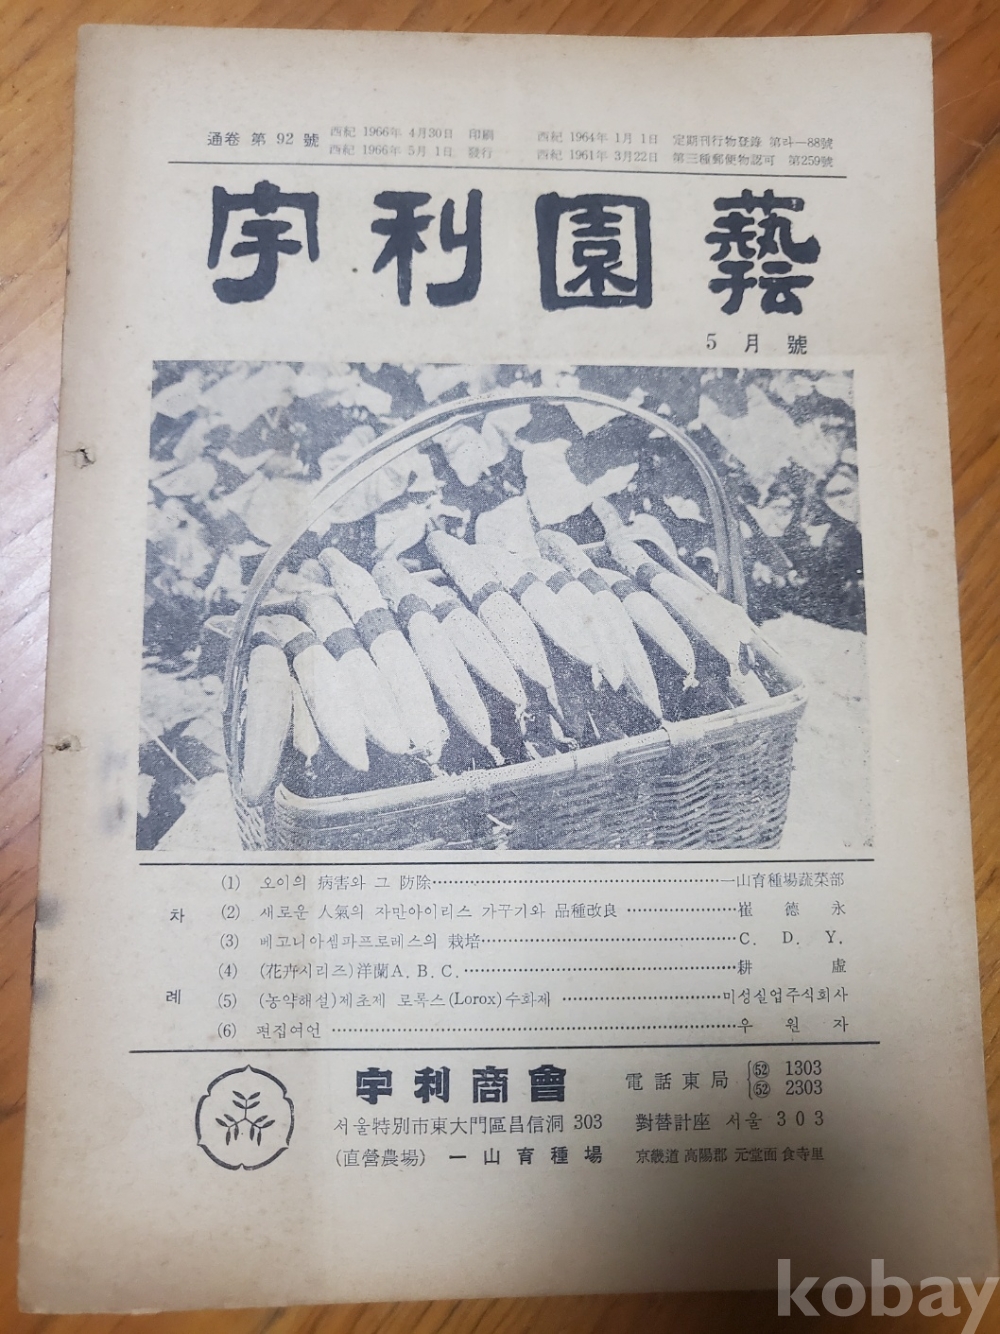 通卷 第 92 號
西紀 1966年 4月30日 印刷
西紀 1966年 5月 1日 發行
西紀 1964年 1月 1日 定期刊行物登錄 第라—88號
西紀 1961年 3月22日 第三種郵便物認可 第259號
宇利園藝
5 月 號
차 례
(1) 오이의 病害와 그 防除 …… 一山育種場蔬菜部
(2) 새로운 人氣의 자만아이리스 가꾸기와 品種改良 …… 崔 德 永
(3) 베고니아셈파프로레스의 栽培 …… C. D. Y.
(4) (花卉시리즈)洋蘭A. B. C. …… 耕 虛
(5) (농약해설)제초제 로록스(Lorox)수화제 …… 미성실업주식회사
(6) 편집여언 …… 우 원 자
宇利商會 電話東局 ㊾ 1303
2303
서울特別市東大門區昌信洞 303 對替計座 서울 303
(直營農場) 一山育種場 京畿道 高陽郡 元堂面 食寺里
kobay